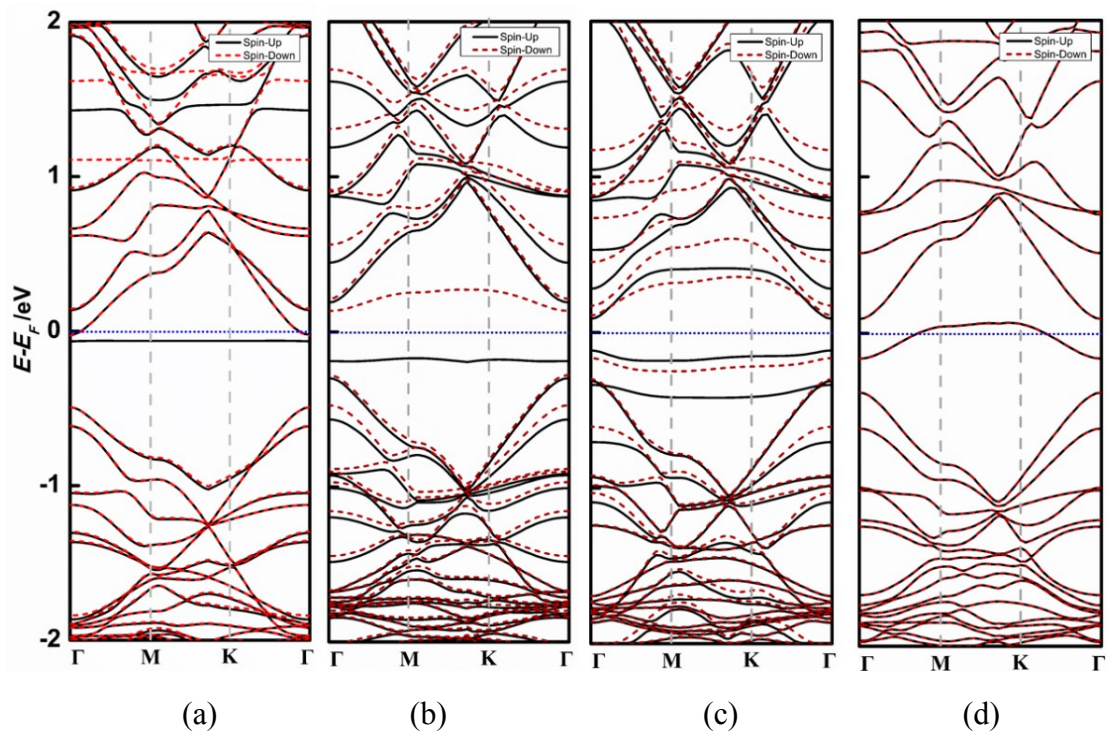 2
1
0
-1
-2
E-E_F /eV
Spin-Up
Spin-Down
Γ M K Γ
(a)
Spin-Up
Spin-Down
Γ M K Γ
(b)
Spin-Up
Spin-Down
Γ M K Γ
(c)
Spin-Up
Spin-Down
Γ M K Γ
(d)